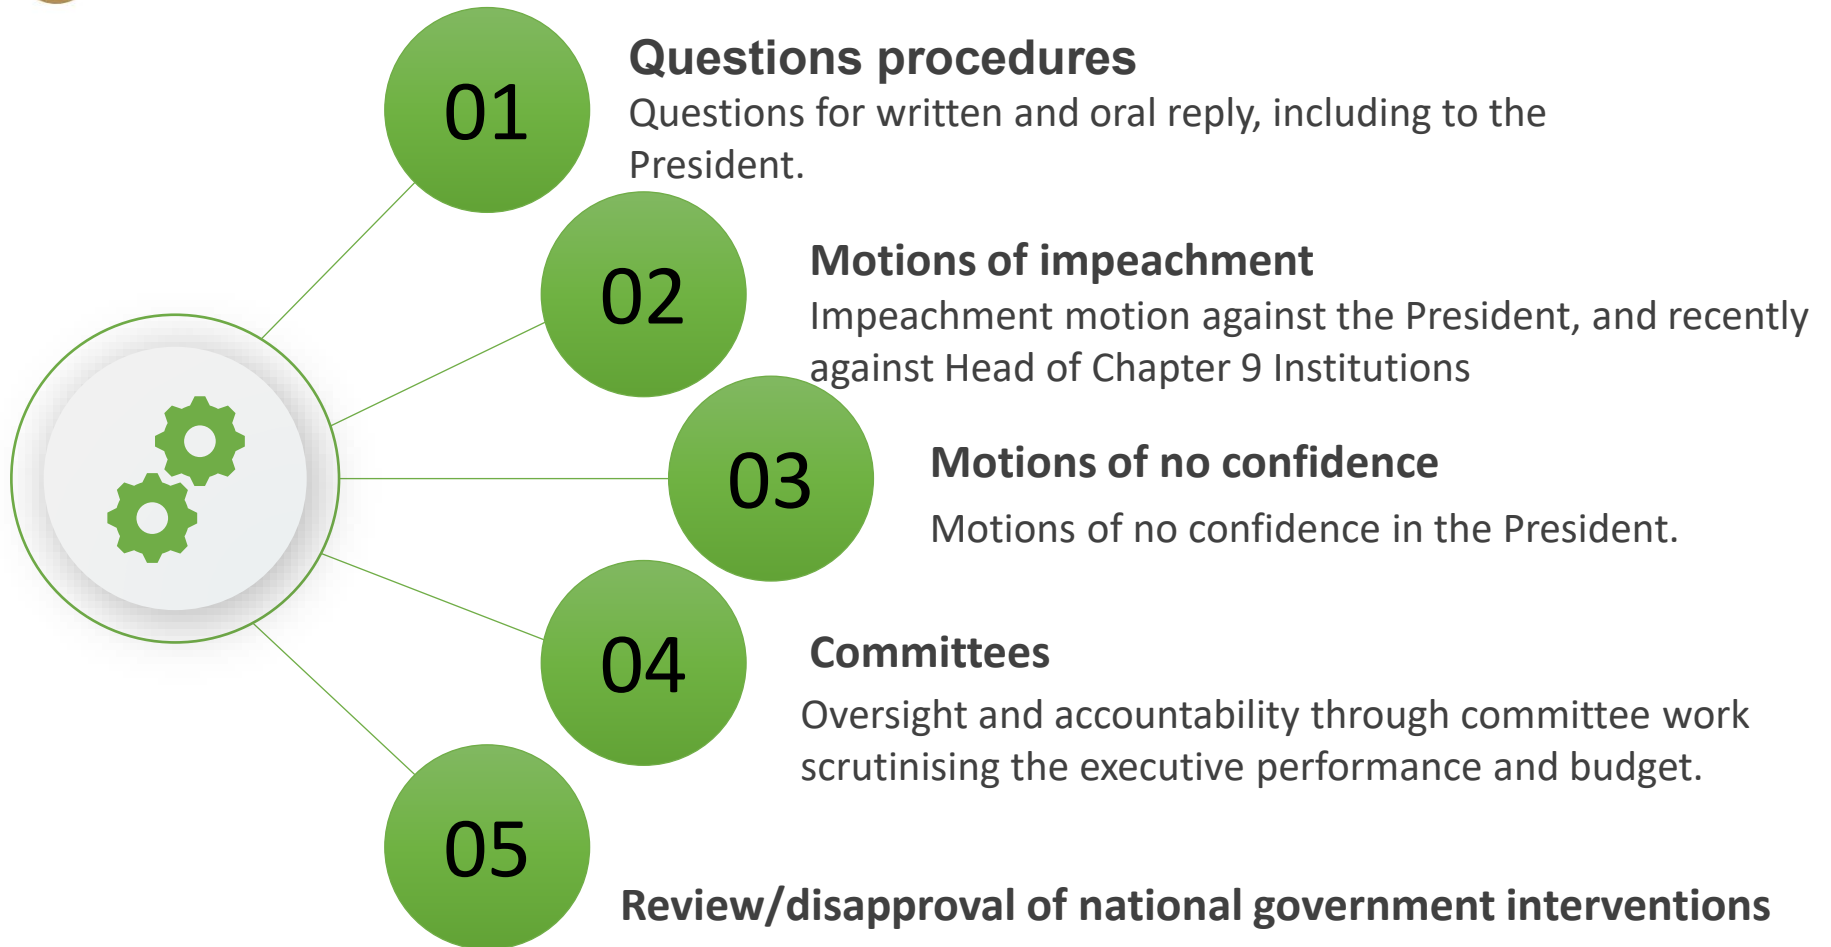 01
Questions procedures
Questions for written and oral reply, including to the
President.
02
Motions of impeachment
Impeachment motion against the President, and recently
against Head of Chapter 9 Institutions
03
Motions of no confidence
Motions of no confidence in the President.
04
Committees
Oversight and accountability through committee work
scrutinising the executive performance and budget.
05
Review/disapproval of national government interventions